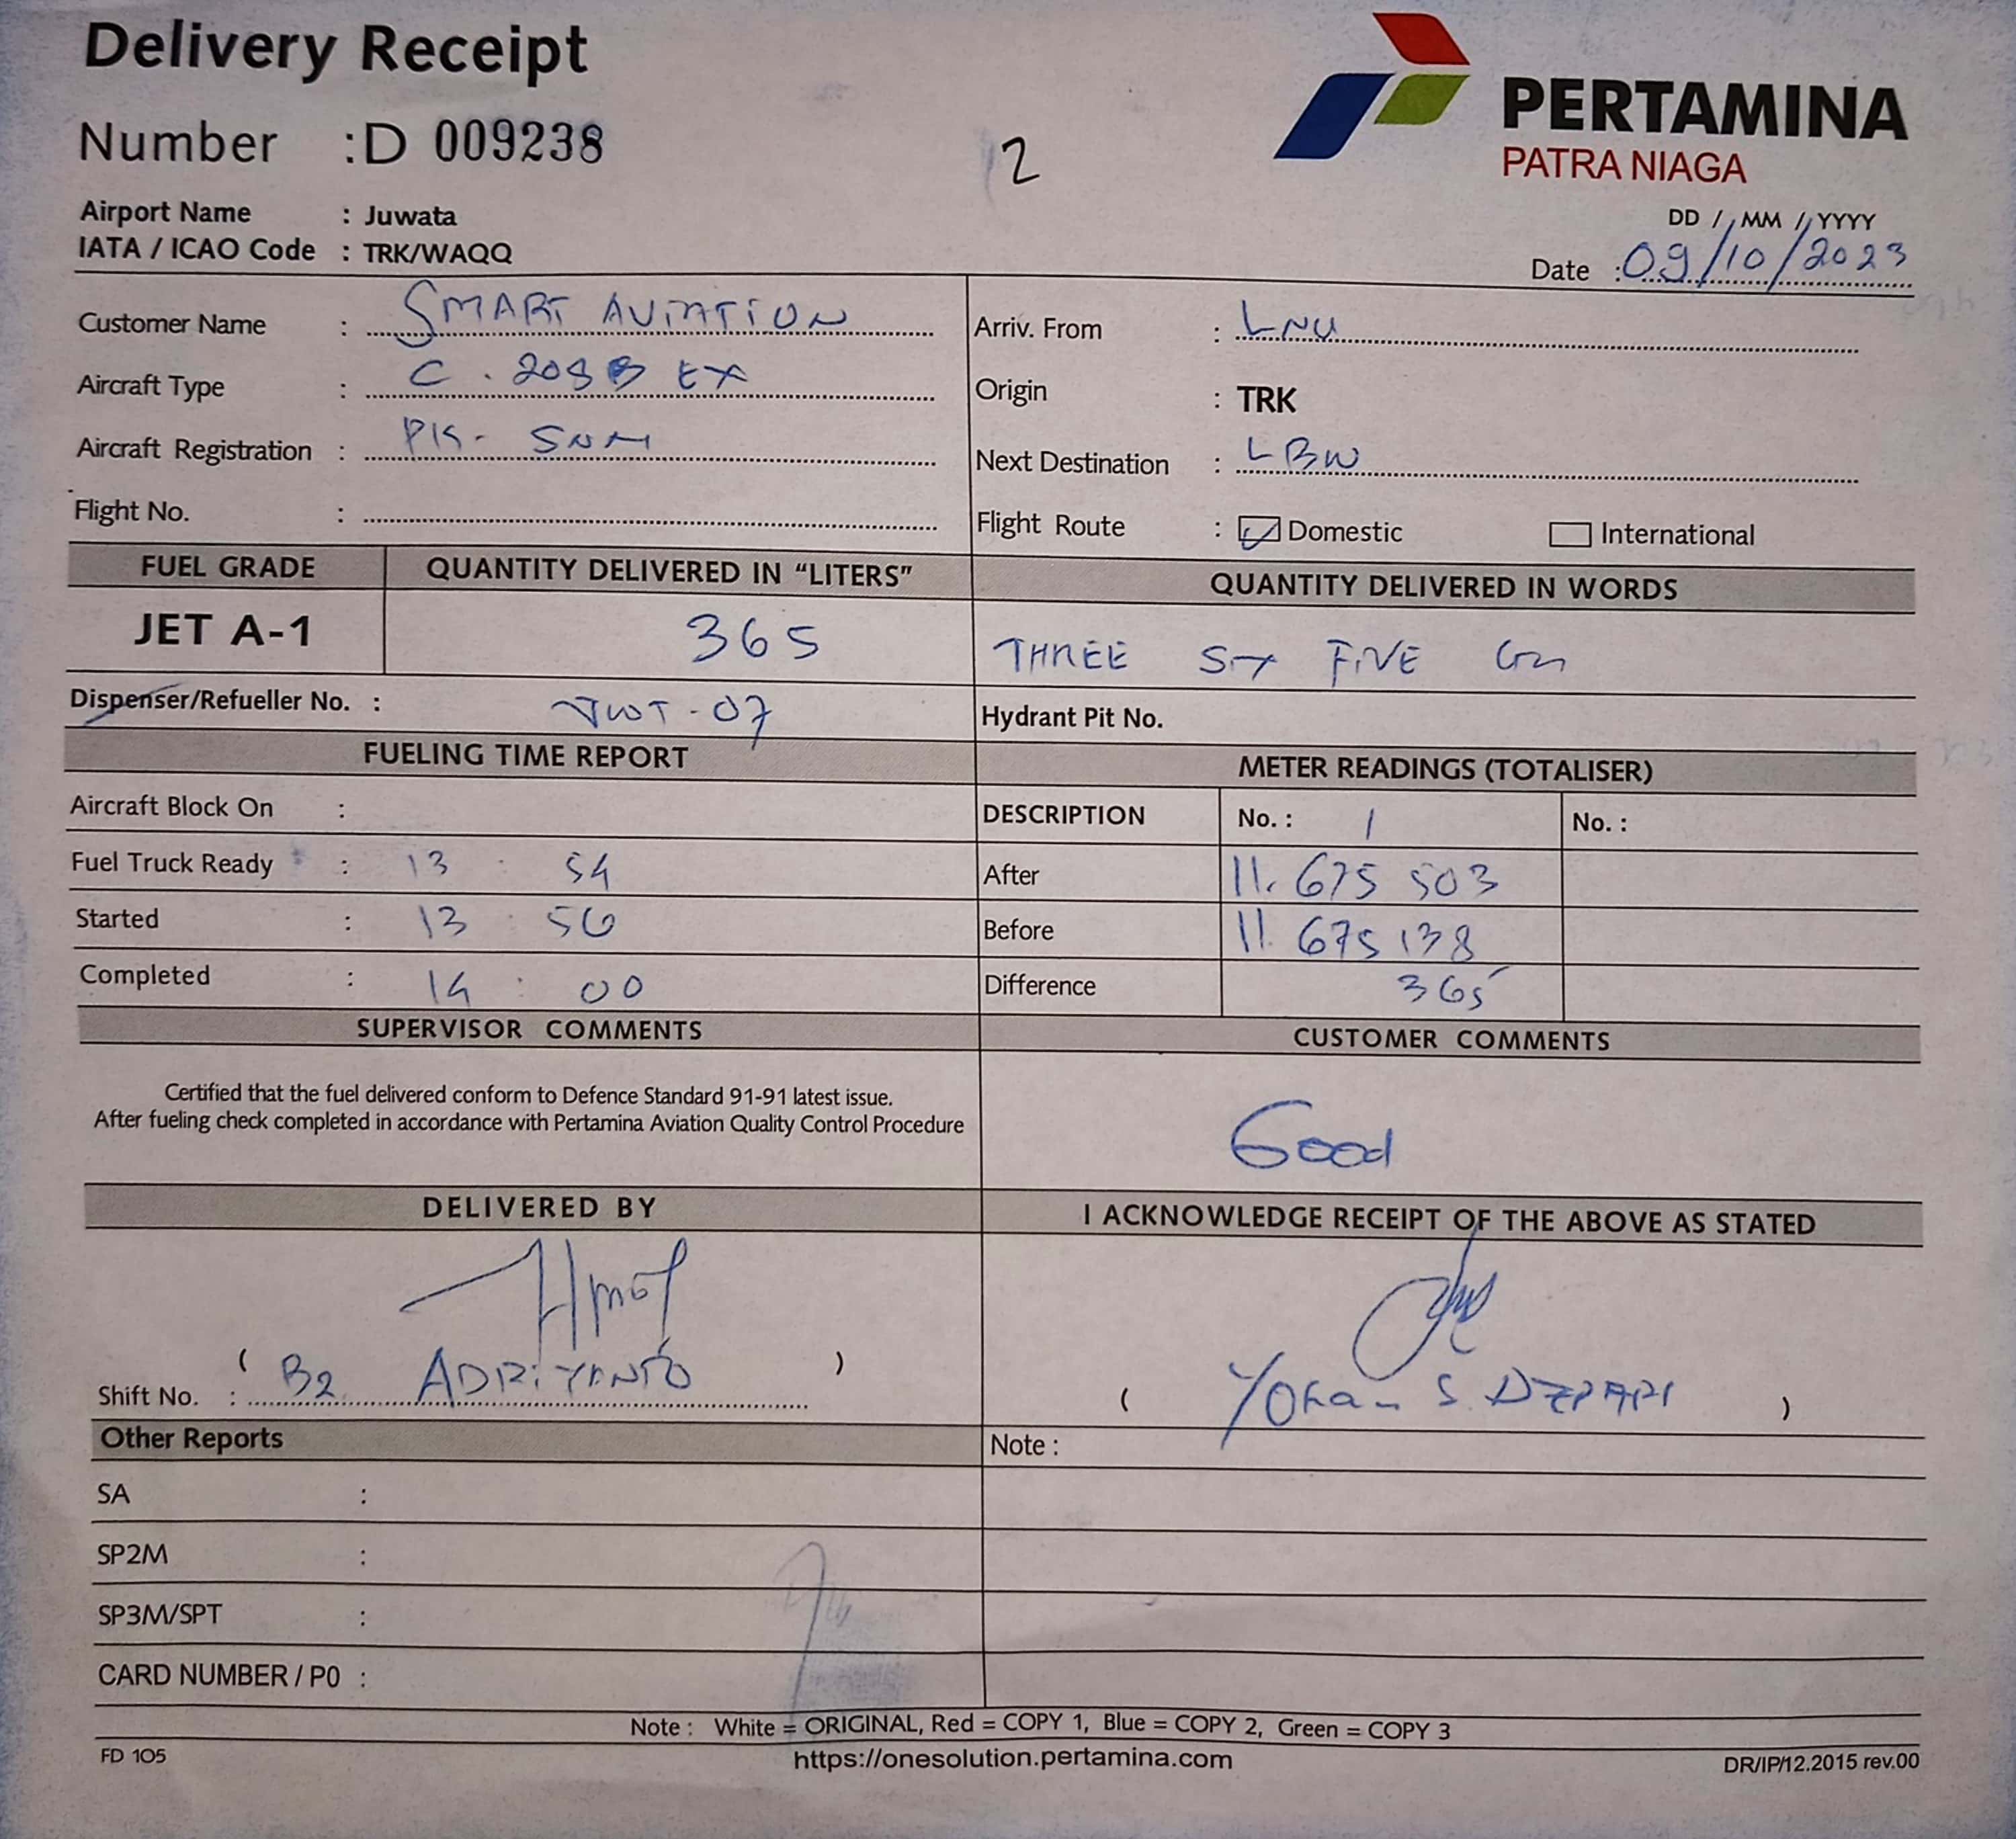 Delivery Receipt
Number : D 009238
2
PERTAMINA
PATRA NIAGA
Airport Name : Juwata
IATA / ICAO Code : TRK/WAQQ
DD / MM / YYYY
Date : 09/10/2023
Customer Name : SMART AVIATION
Aircraft Type : C . 208 B EX
Aircraft Registration : PK - SNM
Flight No. :
Arriv. From : LNU
Origin : TRK
Next Destination : LBW
Flight Route : Domestic International
FUEL GRADE QUANTITY DELIVERED IN “LITERS” QUANTITY DELIVERED IN WORDS
JET A-1 365 THREE SIX FIVE
Dispenser/Refueller No. : JWT - 07 Hydrant Pit No.
FUELING TIME REPORT
Aircraft Block On :
Fuel Truck Ready : 13 : 54
Started : 13 : 56
Completed : 14 : 00
METER READINGS (TOTALISER)
DESCRIPTION No. : 1 No. :
After 11. 675 503
Before 11. 675 138
Difference 365
SUPERVISOR COMMENTS
Certified that the fuel delivered conform to Defence Standard 91-91 latest issue.
After fueling check completed in accordance with Pertamina Aviation Quality Control Procedure
CUSTOMER COMMENTS
Good
DELIVERED BY
( )
Shift No. : B2 ADRIYANTO
I ACKNOWLEDGE RECEIPT OF THE ABOVE AS STATED
( S. )
Other Reports
SA :
SP2M :
SP3M/SPT :
CARD NUMBER / P0 :
Note :
Note : White = ORIGINAL, Red = COPY 1, Blue = COPY 2, Green = COPY 3
FD 105
https://onesolution.pertamina.com
DR/IP/12.2015 rev.00